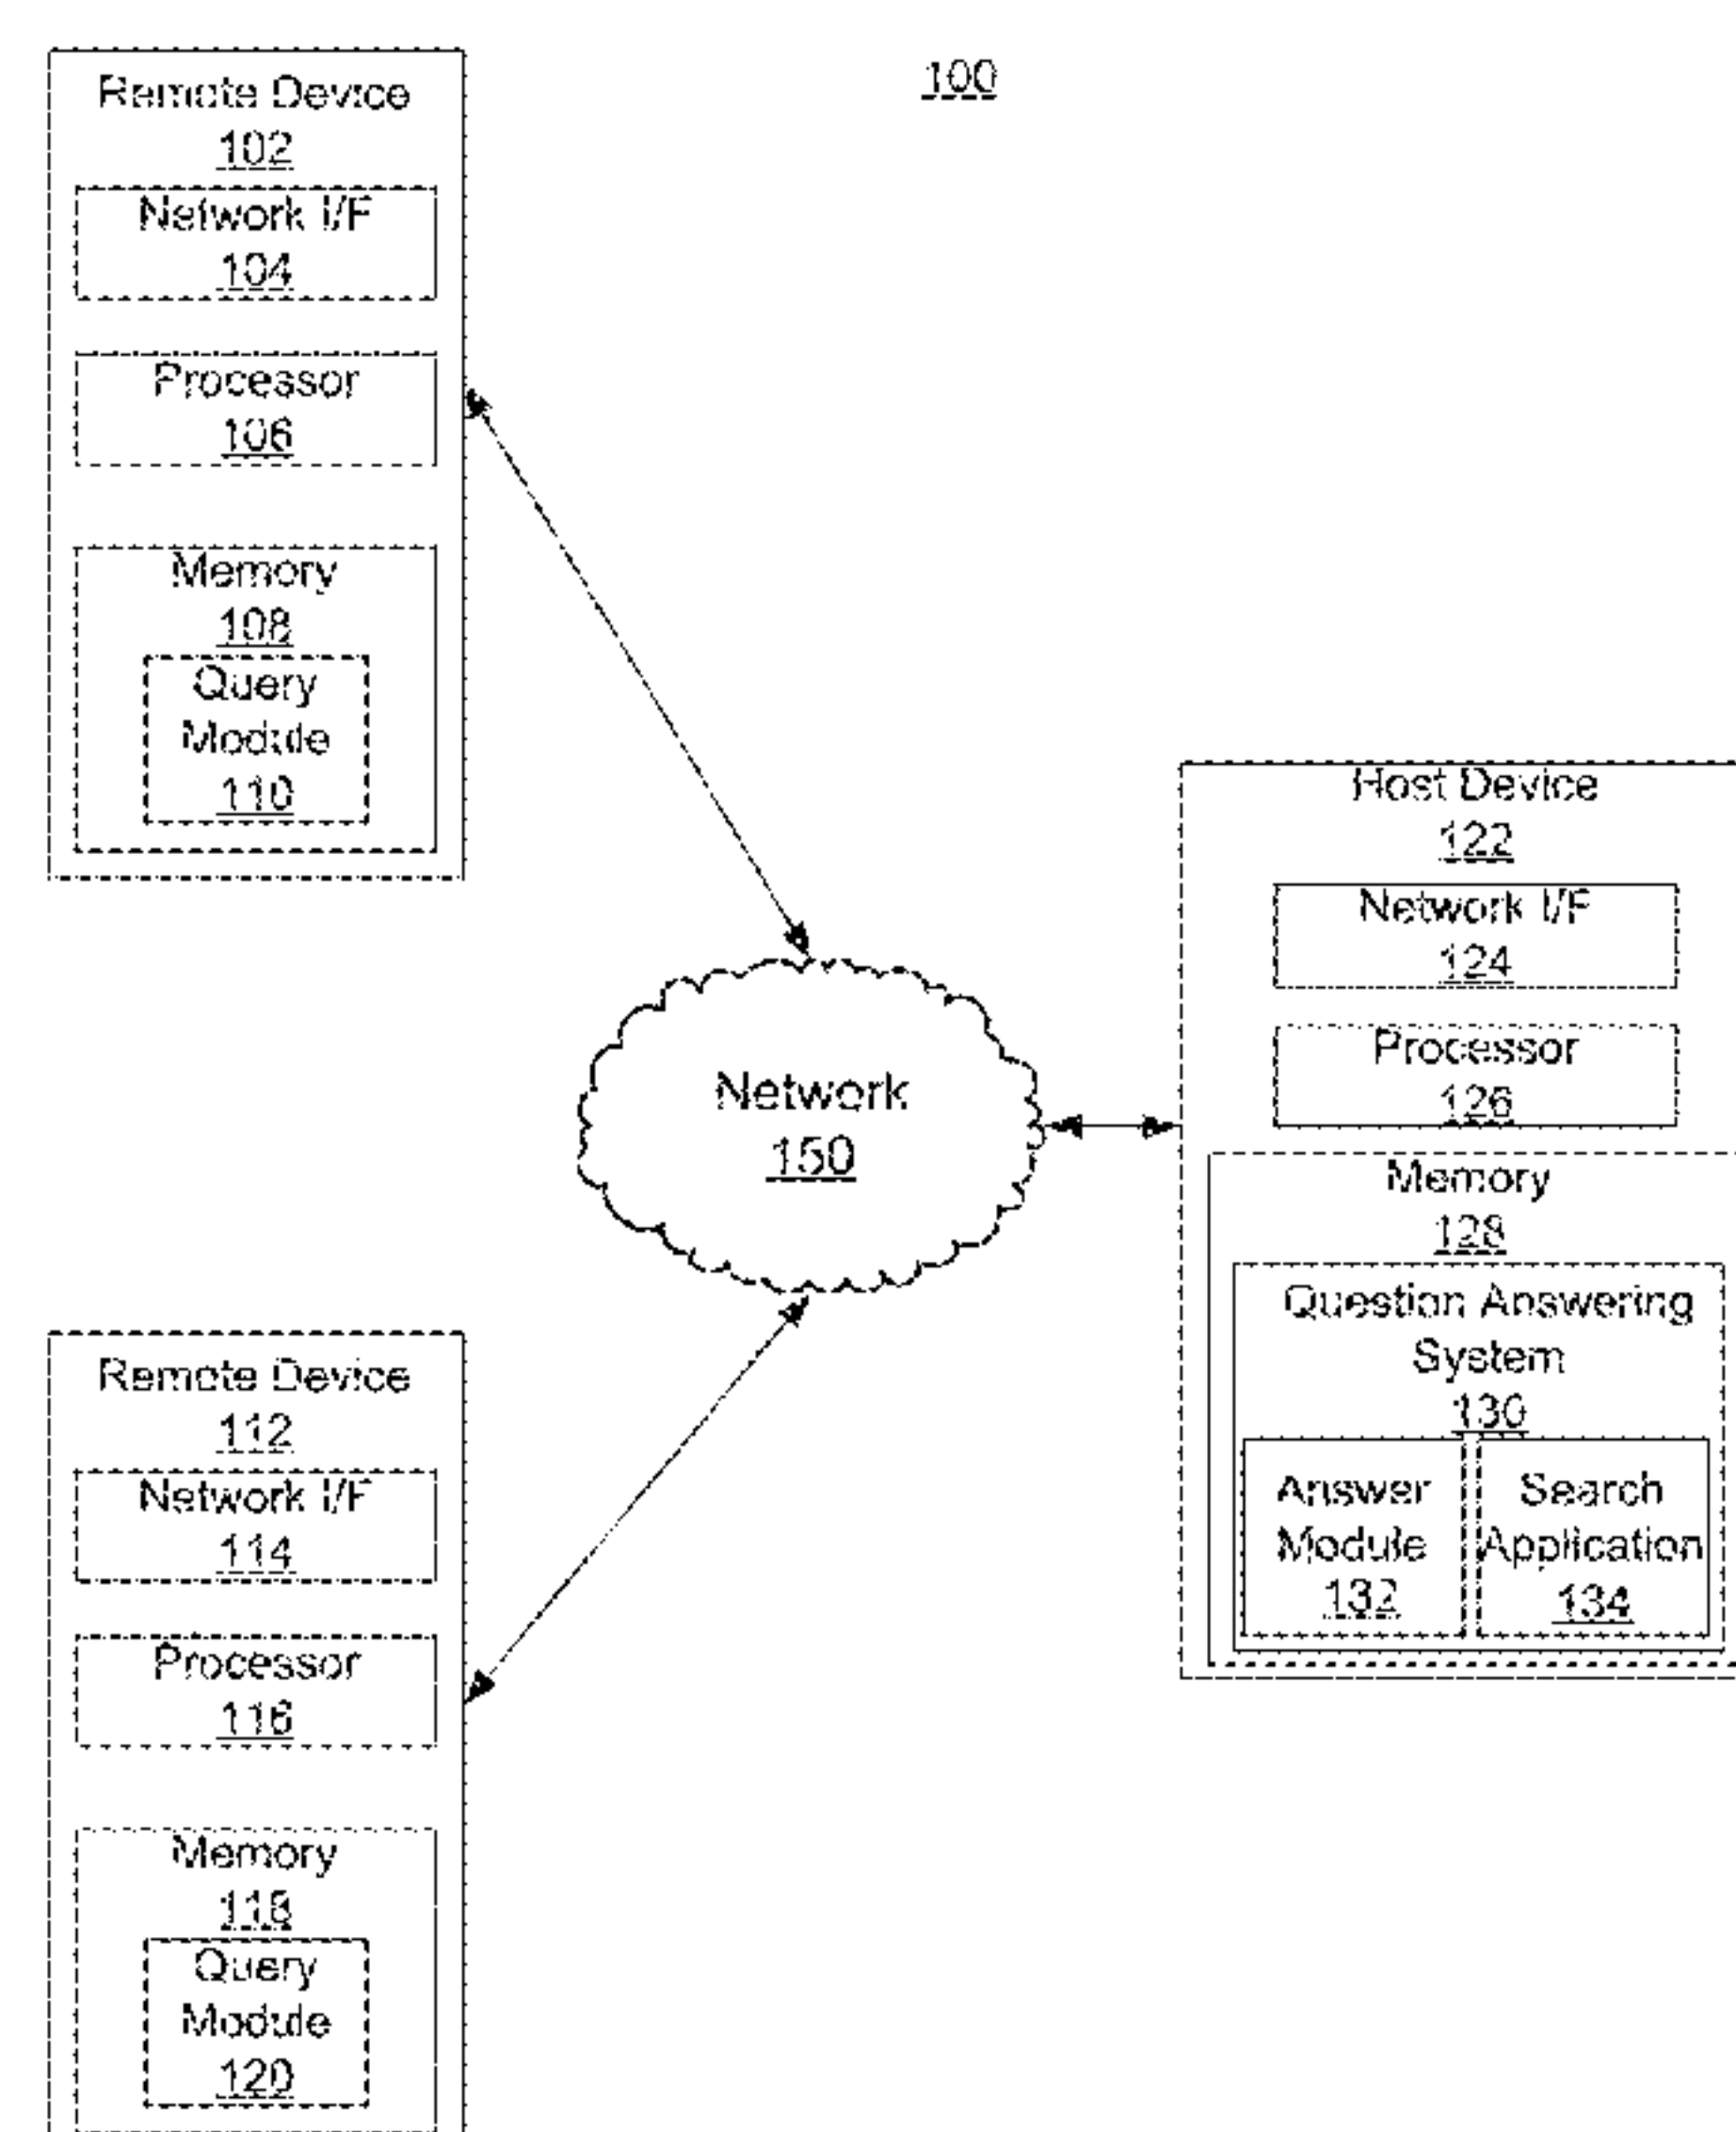 100
Remote Device
102
Network I/F
104
Processor
106
Memory
108
Query
Module
110
Network
150
Host Device
122
Network I/F
124
Processor
126
Memory
128
Question Answering
System
130
Answer
Module
132
Search
Application
134
Remote Device
112
Network I/F
114
Processor
116
Memory
118
Query
Module
120